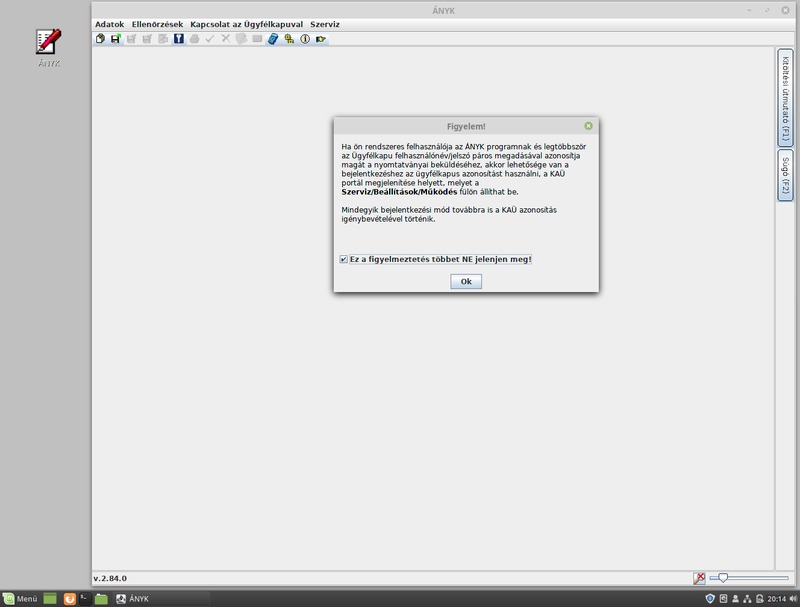 ÁNYK
Adatok Ellenőrzések Kapcsolat az Ügyfélkapuval Szerviz
ÁNYK
Figyelem!
Ha ön rendszeres felhasználója az ÁNYK programnak és legtöbbször
az Ügyfélkapu felhasználónév/jelszó páros megadásával azonosítja
magát a nyomtatványai beküldéséhez, akkor lehetősége van a
bejelentkezéshez az ügyfélkapus azonosítást használni, a KAÜ
portál megjelenítése helyett, melyet a
Szerviz/Beállítások/Működés fülön állíthat be.
Mindegyik bejelentkezési mód továbbra is a KAÜ azonosítás
igénybevételével történik.
Ez a figyelmeztetés többet NE jelenjen meg!
Ok
kitöltési útmutató (F1)
Súgó (F2)
v.2.84.0
Menü
ÁNYK
20:14